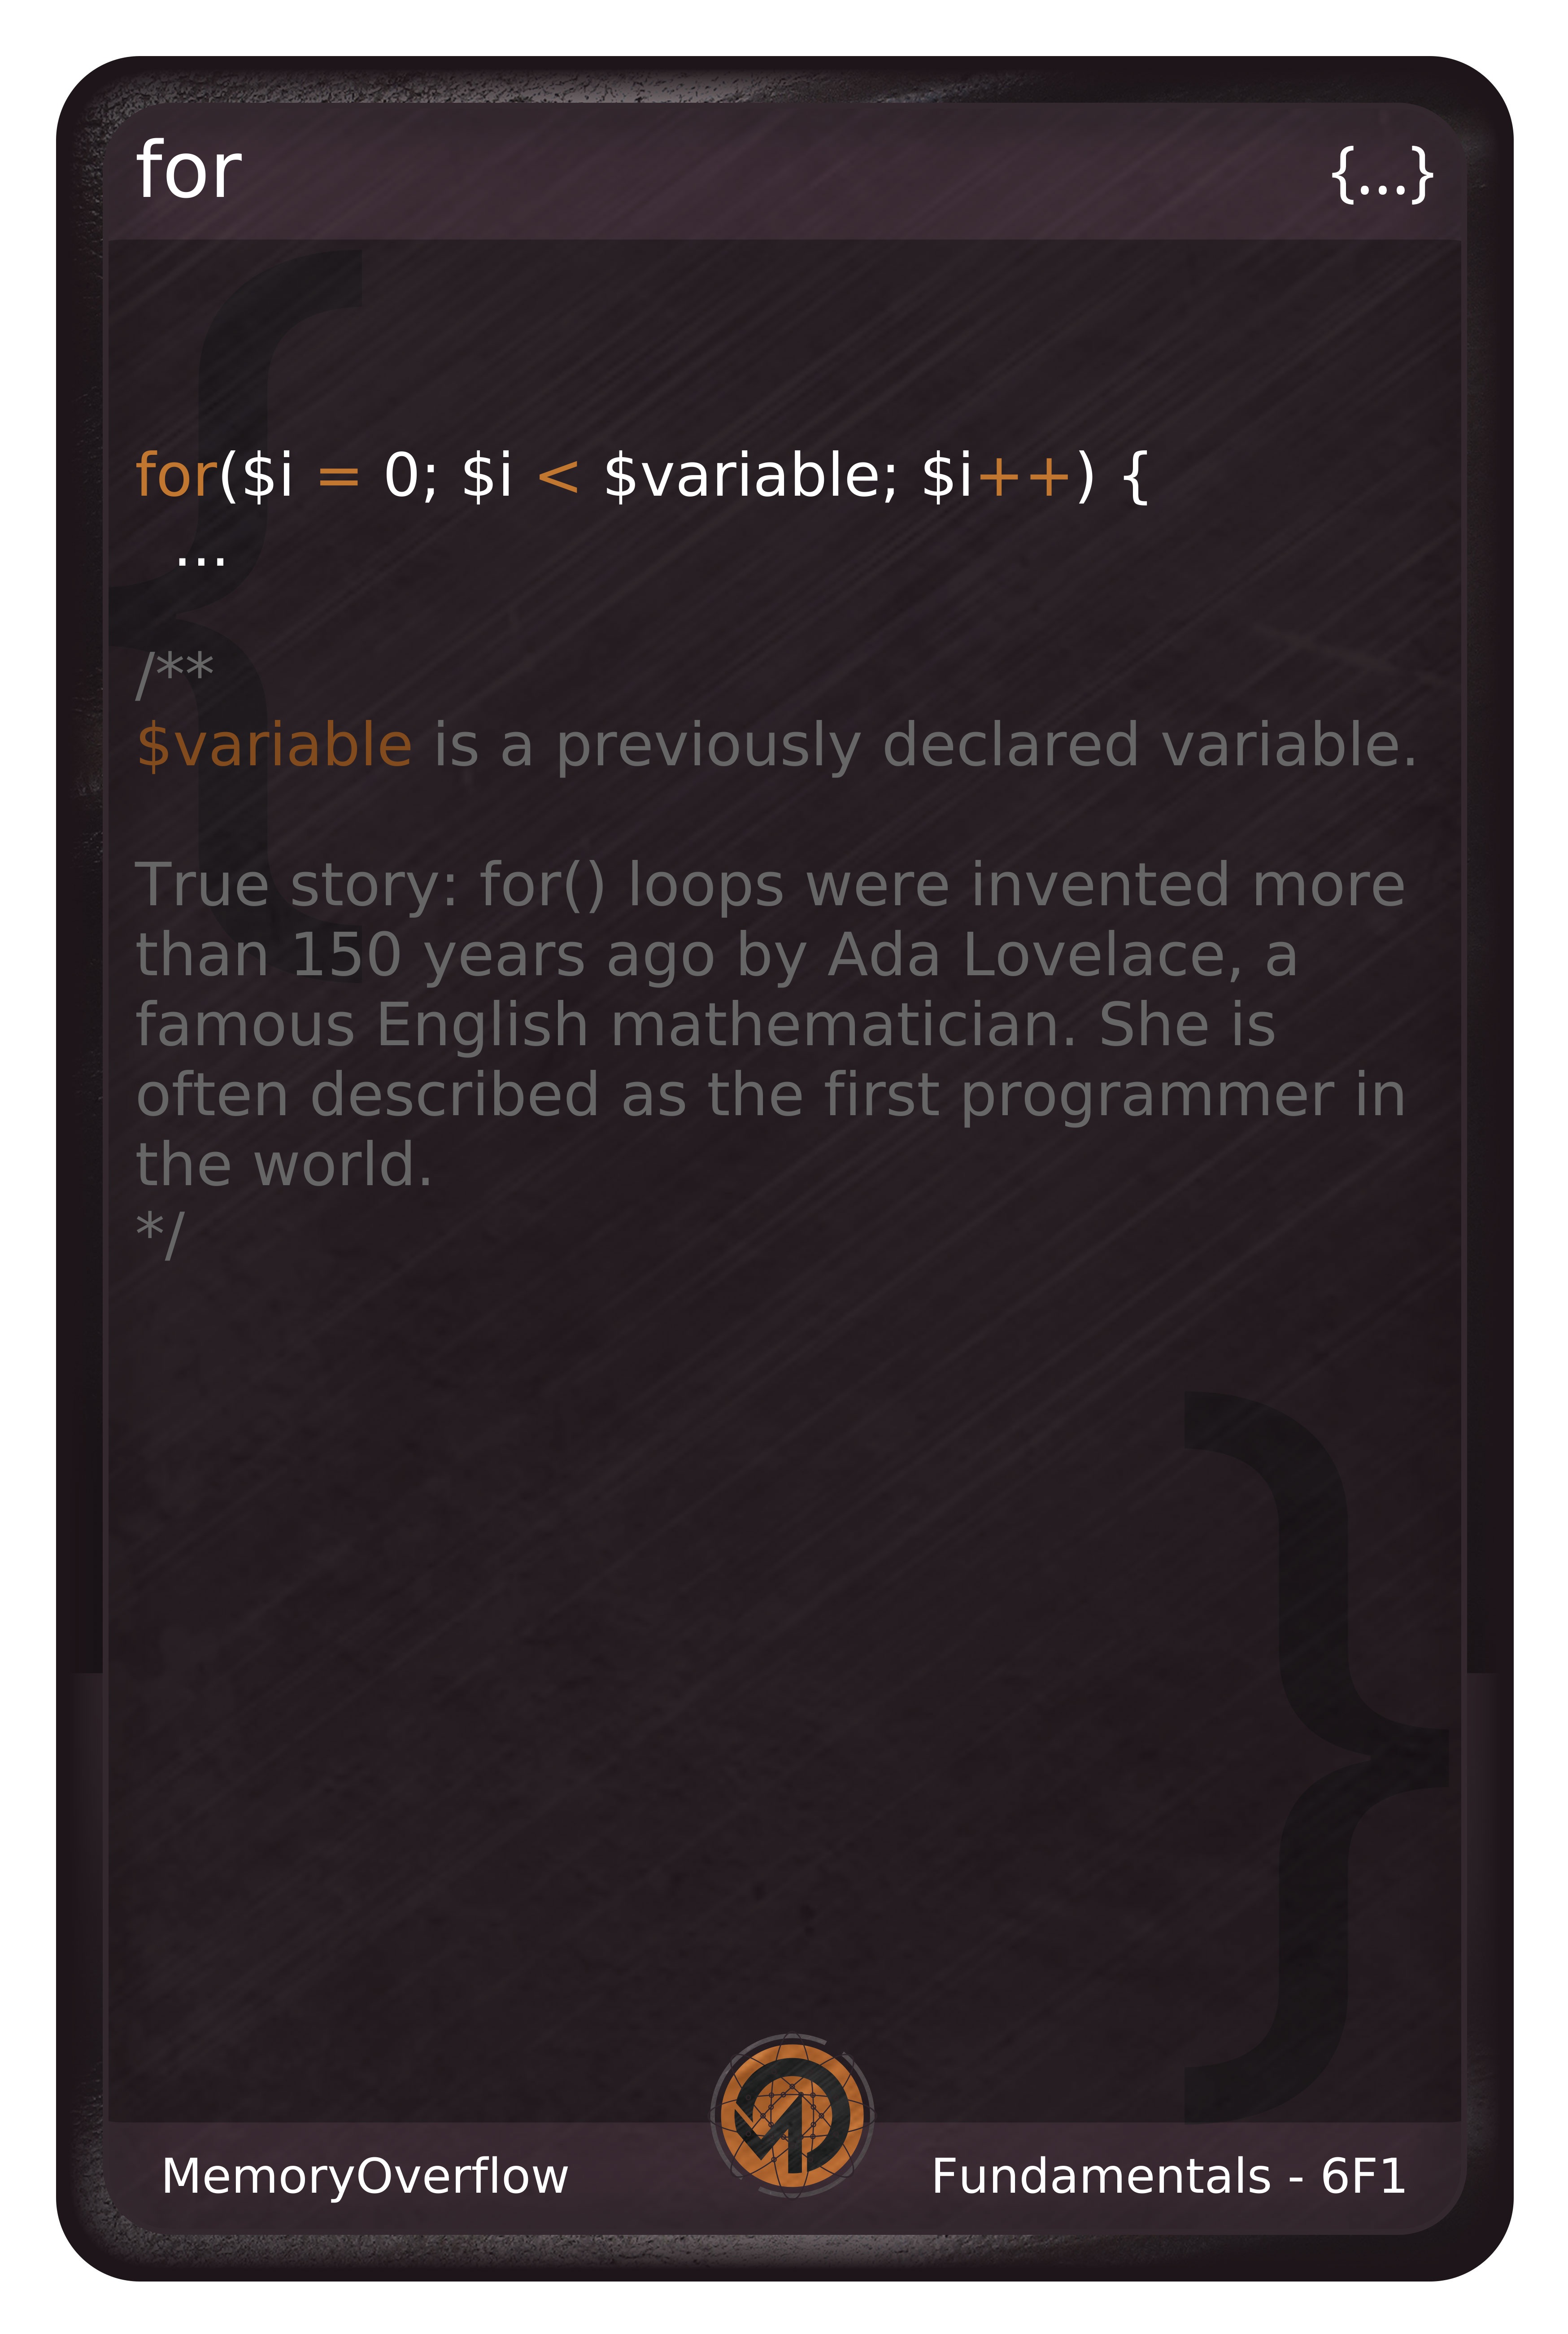 for
{...}
for($i = 0; $i < $variable; $i++) {
...
/**
$variable is a previously declared variable.
True story: for() loops were invented more
than 150 years ago by Ada Lovelace, a
famous English mathematician. She is
often described as the first programmer in
the world.
*/
MemoryOverflow
Fundamentals - 6F1